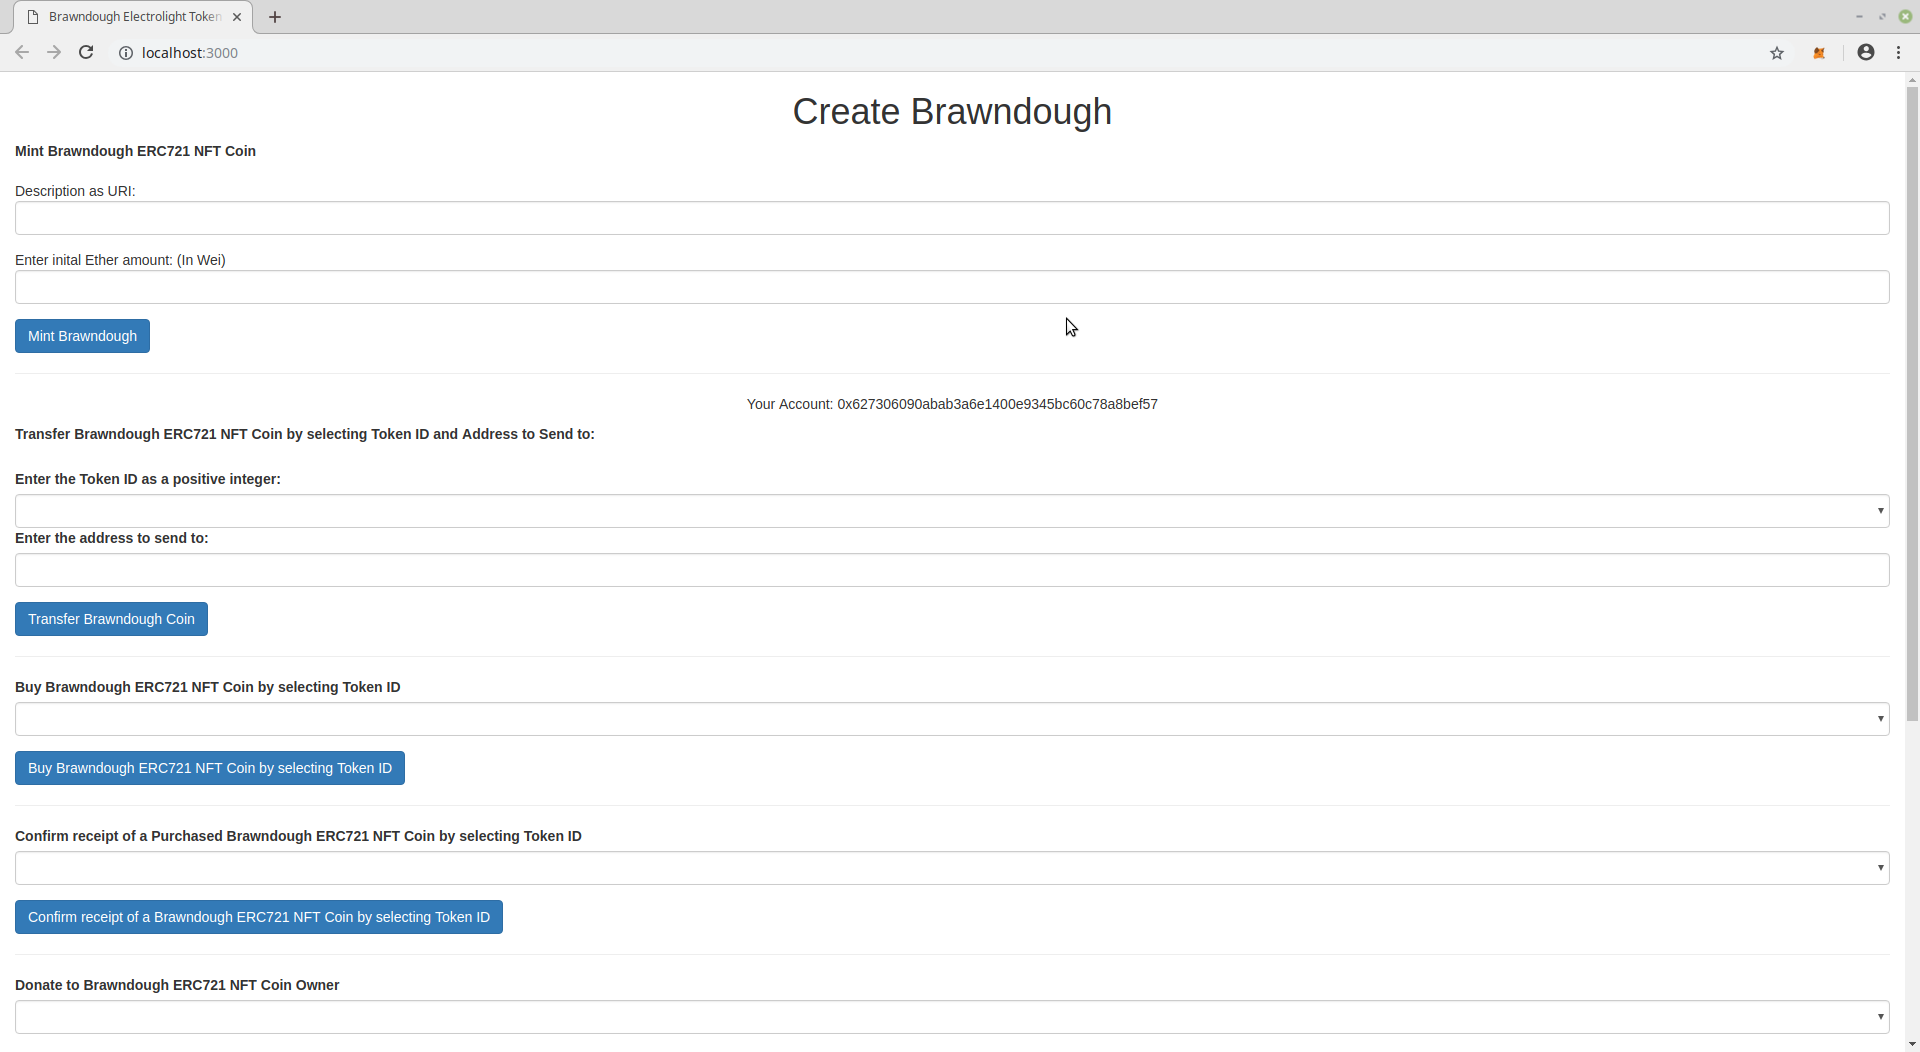 Brawndough Electrolight Token
localhost:3000
Create Brawndough
Mint Brawndough ERC721 NFT Coin
Description as URI:
Enter inital Ether amount: (In Wei)
Mint Brawndough
Your Account: 0x627306090abab3a6e1400e9345bc60c78a8bef57
Transfer Brawndough ERC721 NFT Coin by selecting Token ID and Address to Send to:
Enter the Token ID as a positive integer:
Enter the address to send to:
Transfer Brawndough Coin
Buy Brawndough ERC721 NFT Coin by selecting Token ID
Buy Brawndough ERC721 NFT Coin by selecting Token ID
Confirm receipt of a Purchased Brawndough ERC721 NFT Coin by selecting Token ID
Confirm receipt of a Brawndough ERC721 NFT Coin by selecting Token ID
Donate to Brawndough ERC721 NFT Coin Owner